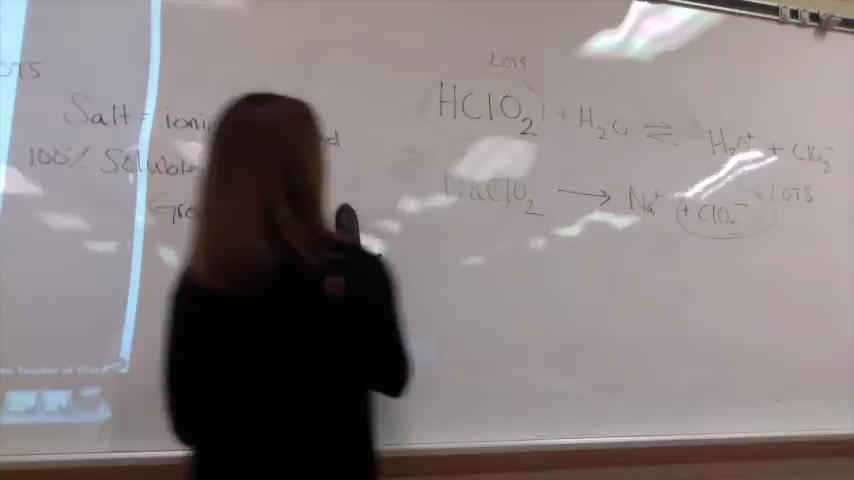 LOTS
Salt = ionic
100% Soluble
LOTS
HClO₂ + H₂O ⇌ H₃O⁺ + ClO₂⁻
NaClO₂ → Na⁺ + ClO₂⁻ LOTS